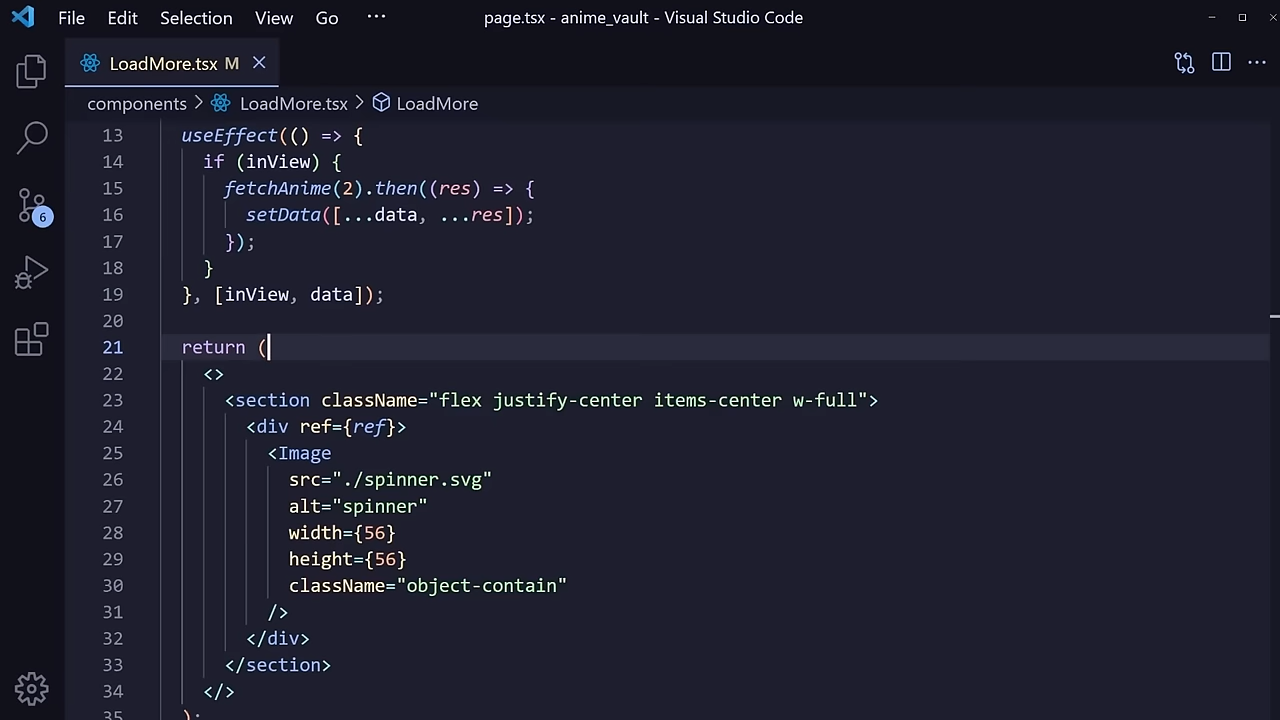 File Edit Selection View Go ··· page.tsx - anime_vault - Visual Studio Code
LoadMore.tsx M
components > LoadMore.tsx > LoadMore
6
13 useEffect(() => {
14 if (inView) {
15 fetchAnime(2).then((res) => {
16 setData([...data, ...res]);
17 });
18 }
19 }, [inView, data]);
20
21 return (
22 <>
23 <section className="flex justify-center items-center w-full">
24 <div ref={ref}>
25 <Image
26 src="./spinner.svg"
27 alt="spinner"
28 width={56}
29 height={56}
30 className="object-contain"
31 />
32 </div>
33 </section>
34 </>
35 );